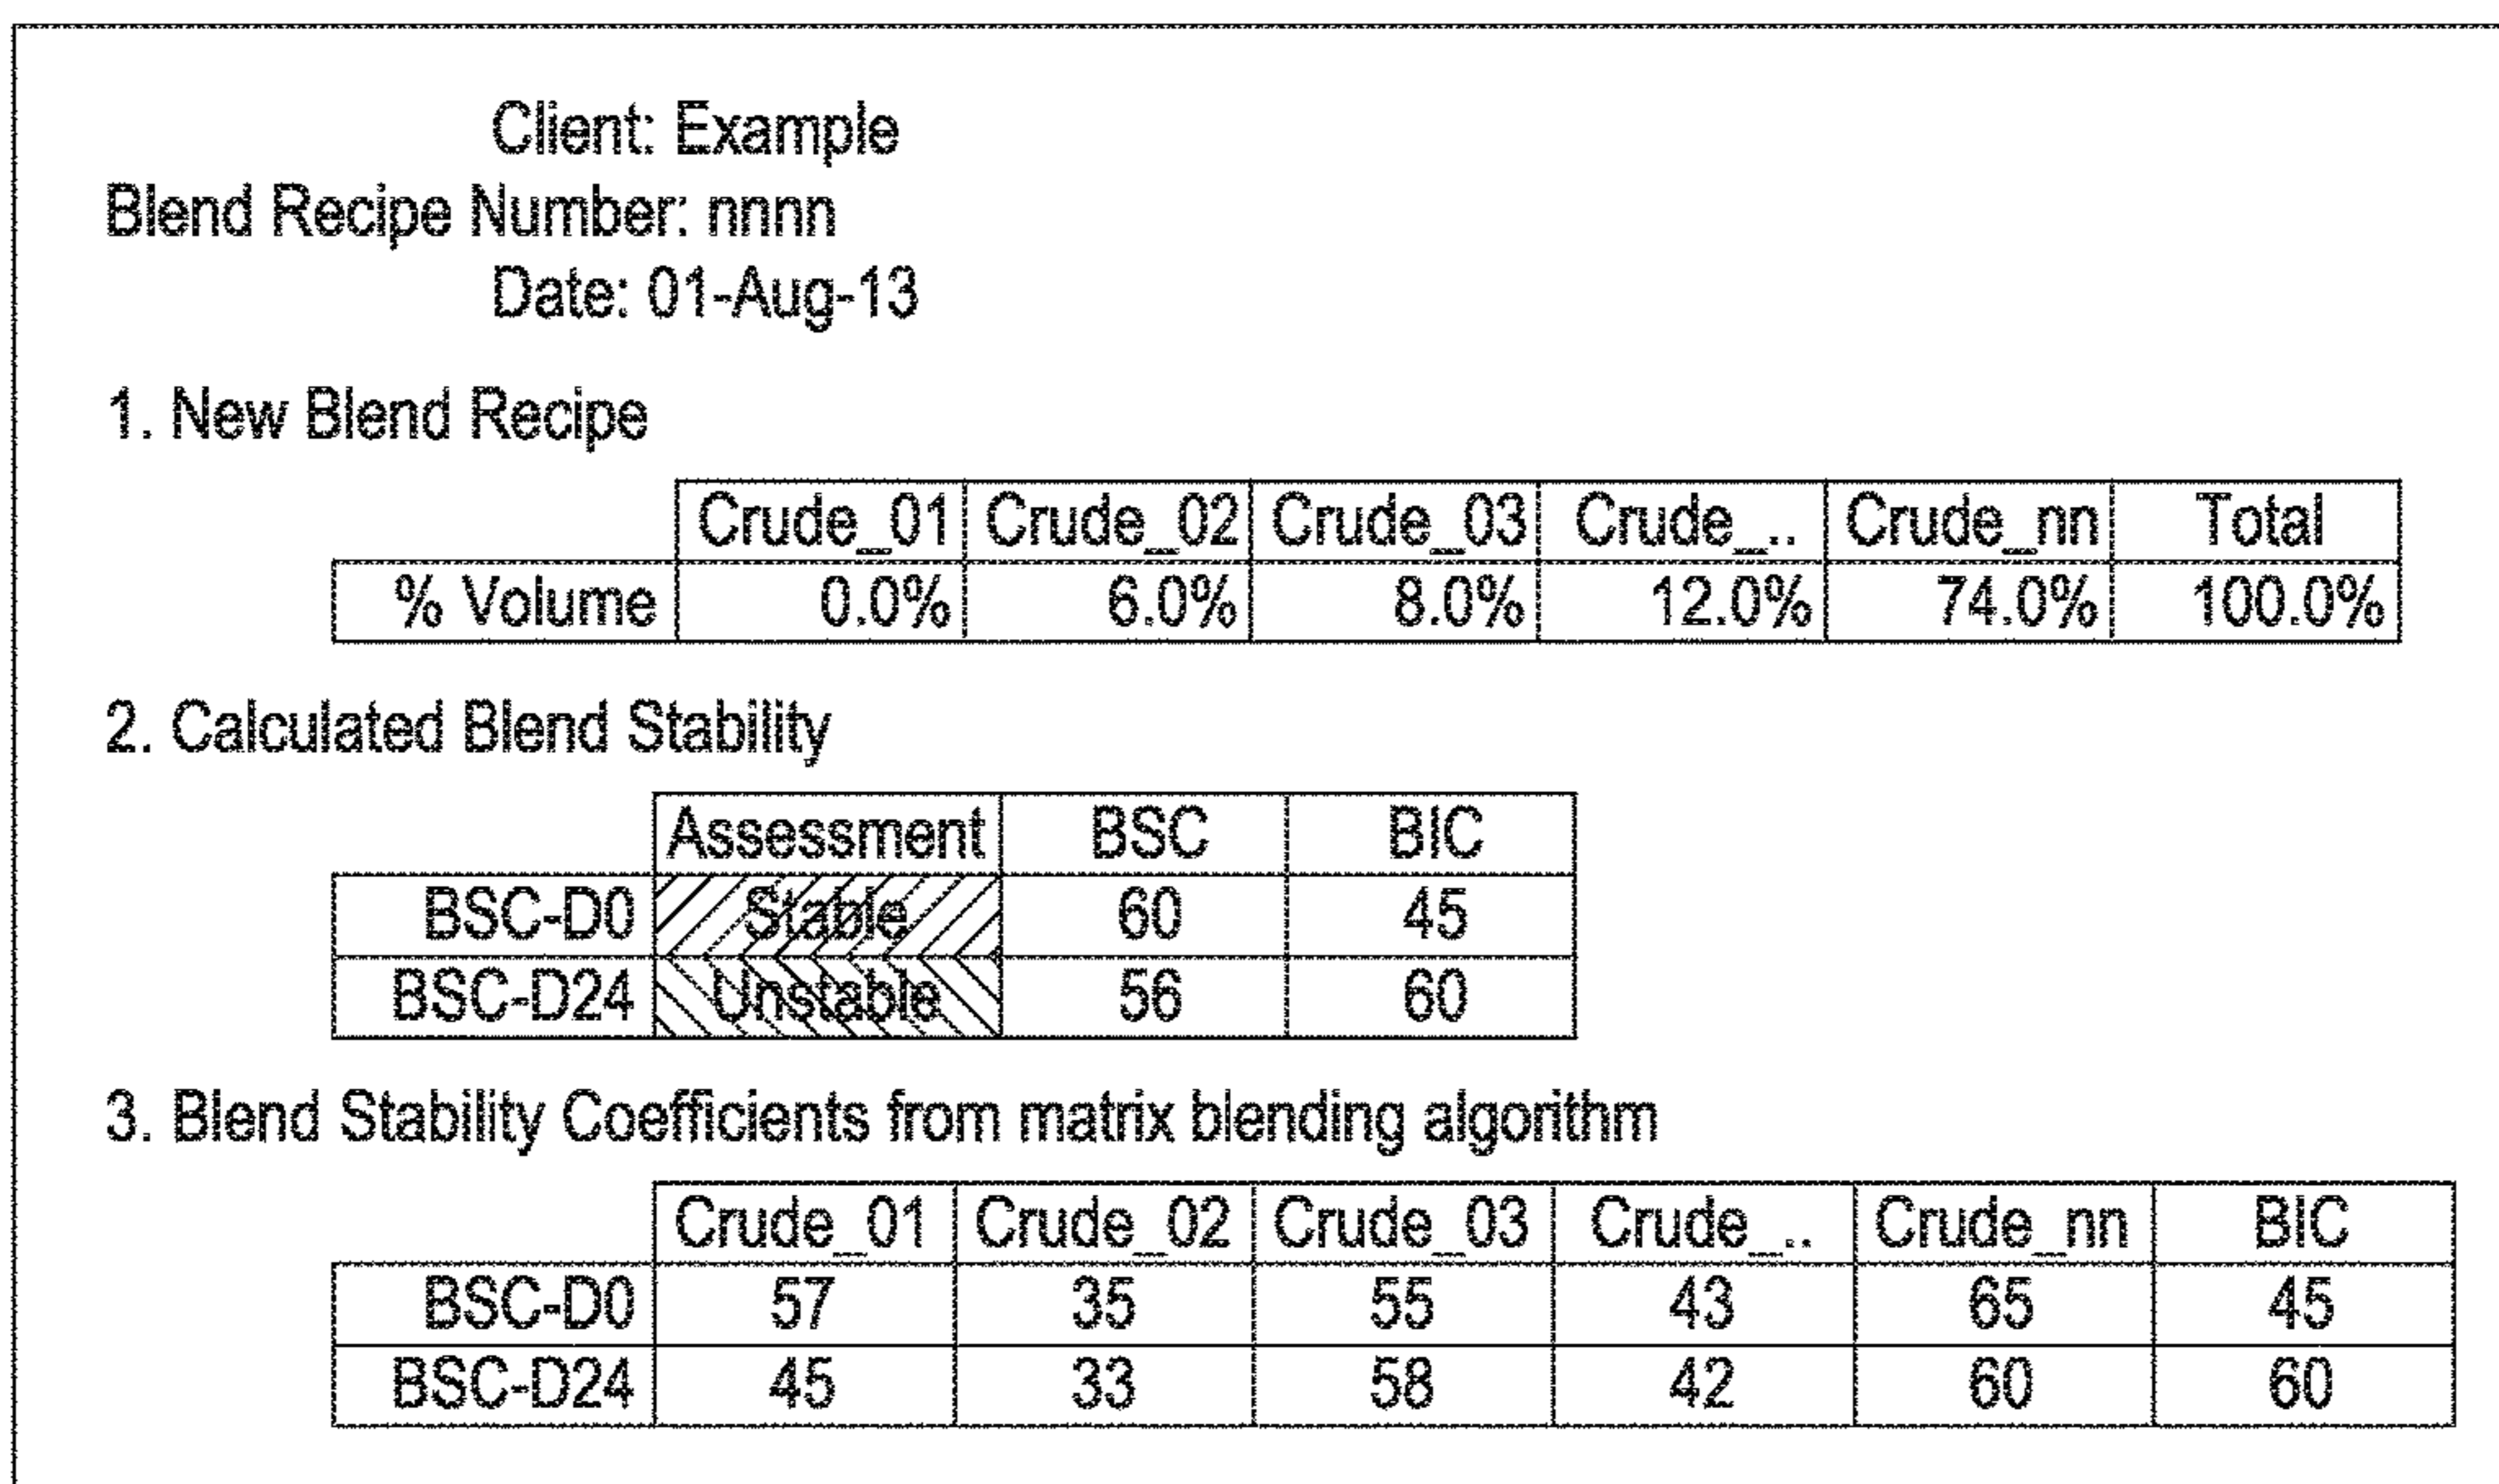 Client: Example
Blend Recipe Number: nnnn
Date: 01-Aug-13
1. New Blend Recipe
Crude_01 Crude_02 Crude_03 Crude_.. Crude_nn Total
% Volume 0.0% 6.0% 8.0% 12.0% 74.0% 100.0%
2. Calculated Blend Stability
Assessment BSC BIC
BSC-D0 Stable 60 45
BSC-D24 Unstable 56 60
3. Blend Stability Coefficients from matrix blending algorithm
Crude_01 Crude_02 Crude_03 Crude_.. Crude_nn BIC
BSC-D0 57 35 55 43 65 45
BSC-D24 45 33 58 42 60 60